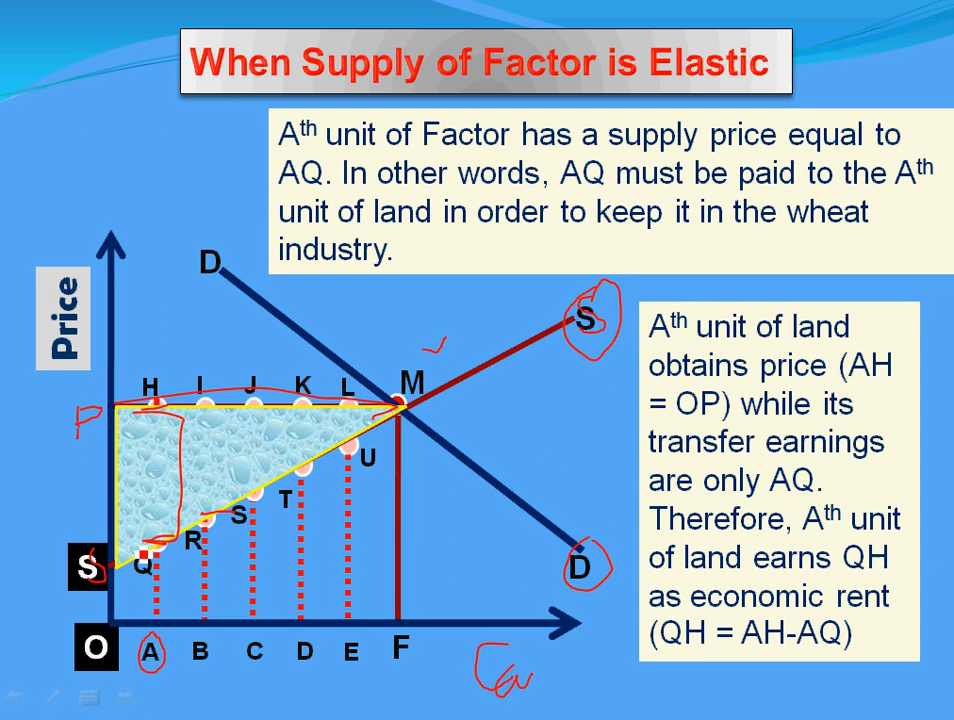 When Supply of Factor is Elastic
Ath unit of Factor has a supply price equal to
AQ. In other words, AQ must be paid to the Ath
unit of land in order to keep it in the wheat
industry.
D
Price
S
Ath unit of land
obtains price (AH
= OP) while its
transfer earnings
are only AQ.
Therefore, Ath unit
of land earns QH
as economic rent
(QH = AH-AQ)
H I J K L M
P
U
T
S
R
S Q D
O A B C D E F